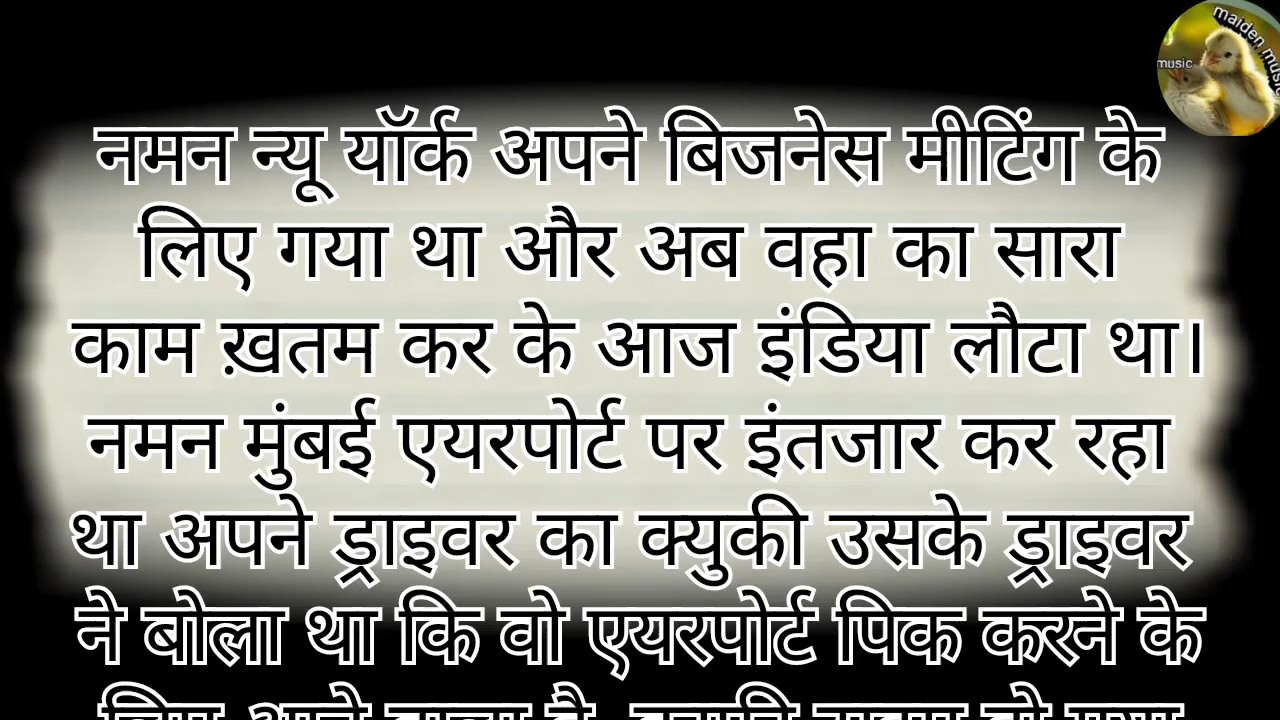 maiden music
music
नमन न्यू यॉर्क अपने बिजनेस मीटिंग के
लिए गया था और अब वहा का सारा
काम ख़तम कर के आज इंडिया लौटा था।
नमन मुंबई एयरपोर्ट पर इंतजार कर रहा
था अपने ड्राइवर का क्युकी उसके ड्राइवर
ने बोला था कि वो एयरपोर्ट पिक करने के